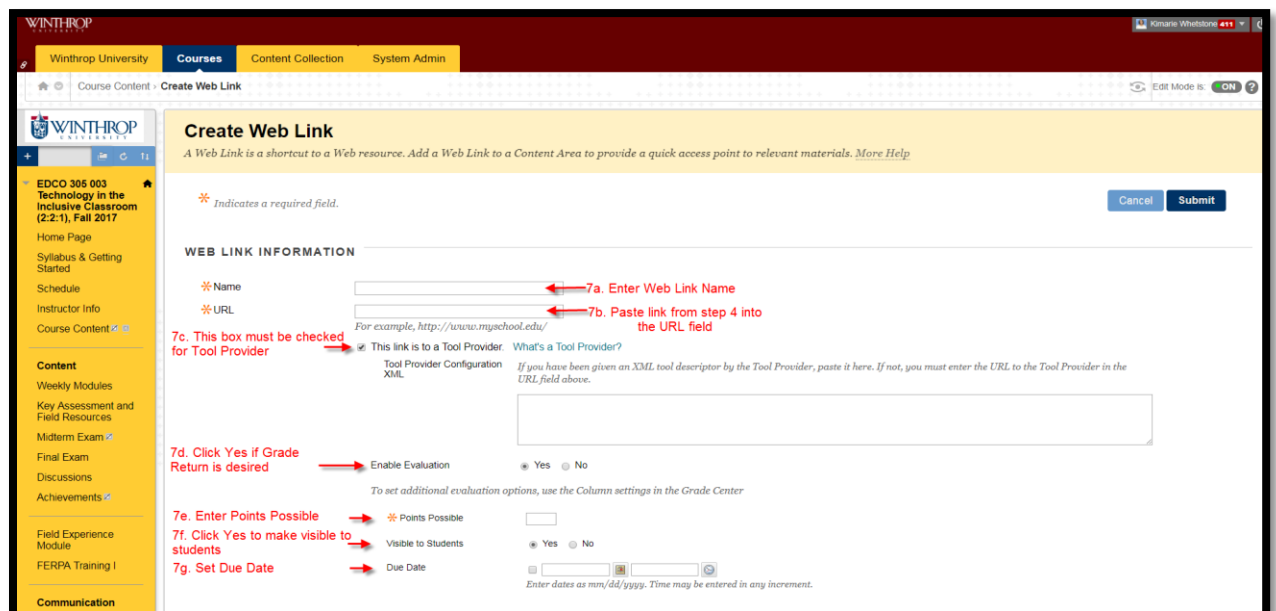 WINTHROP
UNIVERSITY
Kimarie Whetstone 411
Winthrop University Courses Content Collection System Admin
Course Content › Create Web Link
Edit Mode is: ON ?
WINTHROP
UNIVERSITY
Create Web Link
A Web Link is a shortcut to a Web resource. Add a Web Link to a Content Area to provide a quick access point to relevant materials. More Help
EDCO 305 003
Technology in the
Inclusive Classroom
(2:2:1), Fall 2017
Home Page
Syllabus & Getting
Started
Schedule
Instructor Info
Course Content
Content
Weekly Modules
Key Assessment and
Field Resources
Midterm Exam
Final Exam
Discussions
Achievements
Field Experience
Module
FERPA Training I
Communication
Indicates a required field.
Cancel Submit
WEB LINK INFORMATION
Name
7a. Enter Web Link Name
URL
7b. Paste link from step 4 into
the URL field
For example, http://www.myschool.edu/
7c. This box must be checked
for Tool Provider
This link is to a Tool Provider. What's a Tool Provider?
Tool Provider Configuration
XML
If you have been given an XML tool descriptor by the Tool Provider, paste it here. If not, you must enter the URL to the Tool Provider in the
URL field above.
7d. Click Yes if Grade
Return is desired
Enable Evaluation Yes No
To set additional evaluation options, use the Column settings in the Grade Center
7e. Enter Points Possible
Points Possible
7f. Click Yes to make visible to
students
Visible to Students Yes No
7g. Set Due Date
Due Date
Enter dates as mm/dd/yyyy. Time may be entered in any increment.